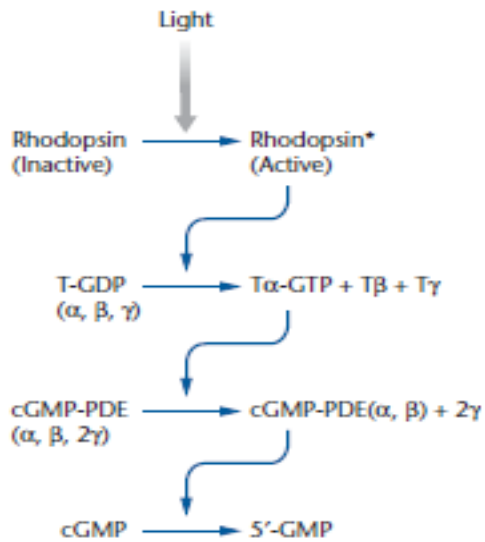 Light
Rhodopsin Rhodopsin*
(Inactive) (Active)
T-GDP Tα-GTP + Tβ + Tγ
(α, β, γ)
cGMP-PDE cGMP-PDE(α, β) + 2γ
(α, β, 2γ)
cGMP 5′-GMP